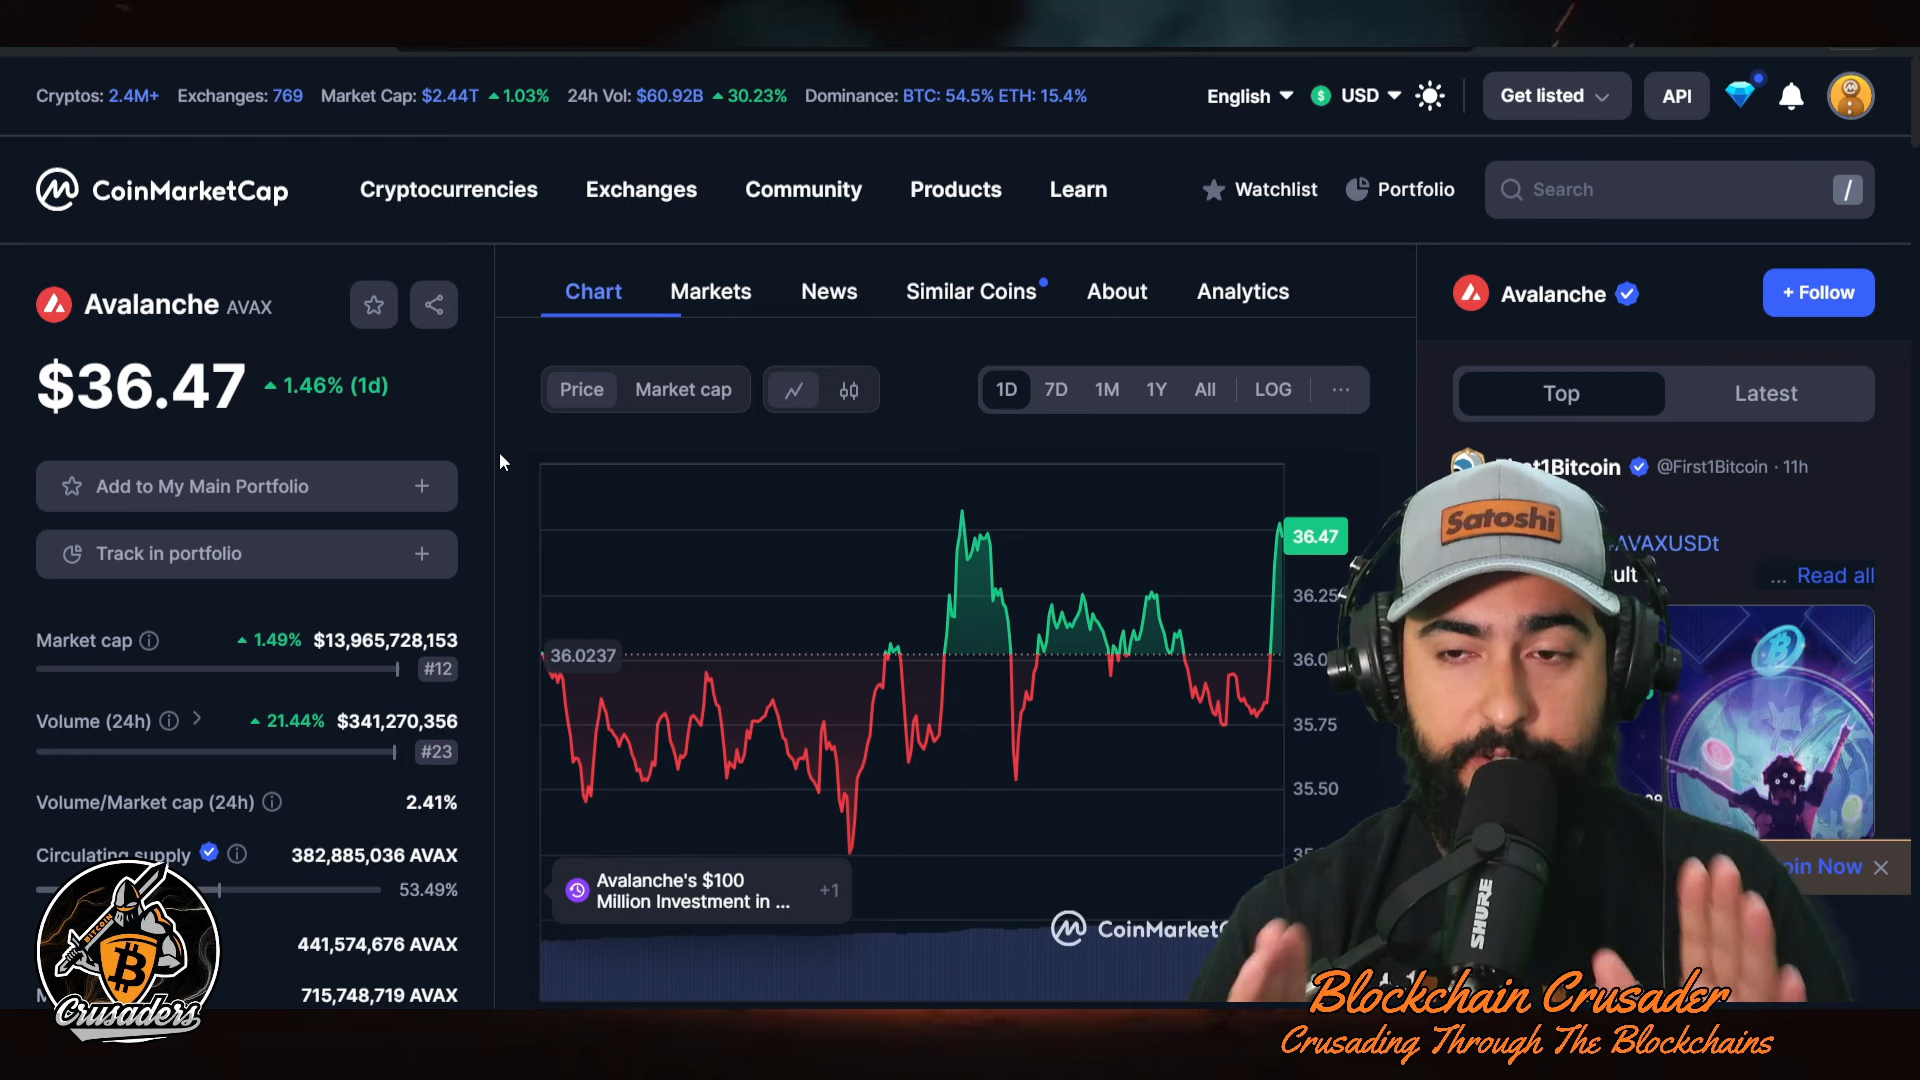 Cryptos: 2.4M+ Exchanges: 769 Market Cap: $2.44T 1.03% 24h Vol: $60.92B 30.23% Dominance: BTC: 54.5% ETH: 15.4%
English $ USD Get listed API
CoinMarketCap Cryptocurrencies Exchanges Community Products Learn Watchlist Portfolio Search /
Avalanche AVAX
$36.47 1.46% (1d)
Add to My Main Portfolio +
Track in portfolio +
Market cap 1.49% $13,965,728,153
#12
Volume (24h) 21.44% $341,270,356
#23
Volume/Market cap (24h) 2.41%
Circulating supply 382,885,036 AVAX
53.49%
441,574,676 AVAX
715,748,719 AVAX
BITCOIN
Crusaders
Chart Markets News Similar Coins About Analytics
Price Market cap 1D 7D 1M 1Y All LOG ...
36.47
36.25
36.0237
36.0
35.75
35.50
Avalanche's $100
Million Investment in ... +1
CoinMarketC
Avalanche + Follow
Top Latest
First1Bitcoin @First1Bitcoin · 11h
AVAXUSDt
ult ... ... Read all
Satoshi
oin Now
SHURE
Blockchain Crusader
Crusading Through The Blockchains